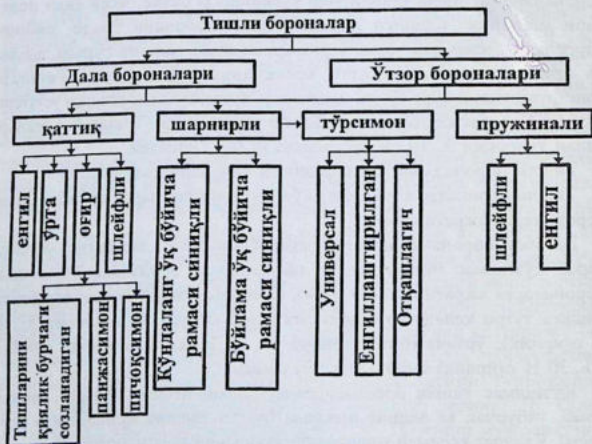 Тишли бороналар
Дала бороналари
Ўтзор бороналари
қаттиқ
шарнирли
тўрсимон
пружинали
енгил
ўрта
оғир
шлейфли
Кўндаланг ўқ бўйича
рамаси синиқли
Бўйлама ўқ бўйича
рамаси синиқли
Универсал
Енгиллаштирилган
Отқашлагич
шлейфли
енгил
Тишларини
қиялик бурчаги
созланадаган
панжасимон
пичоқсимон